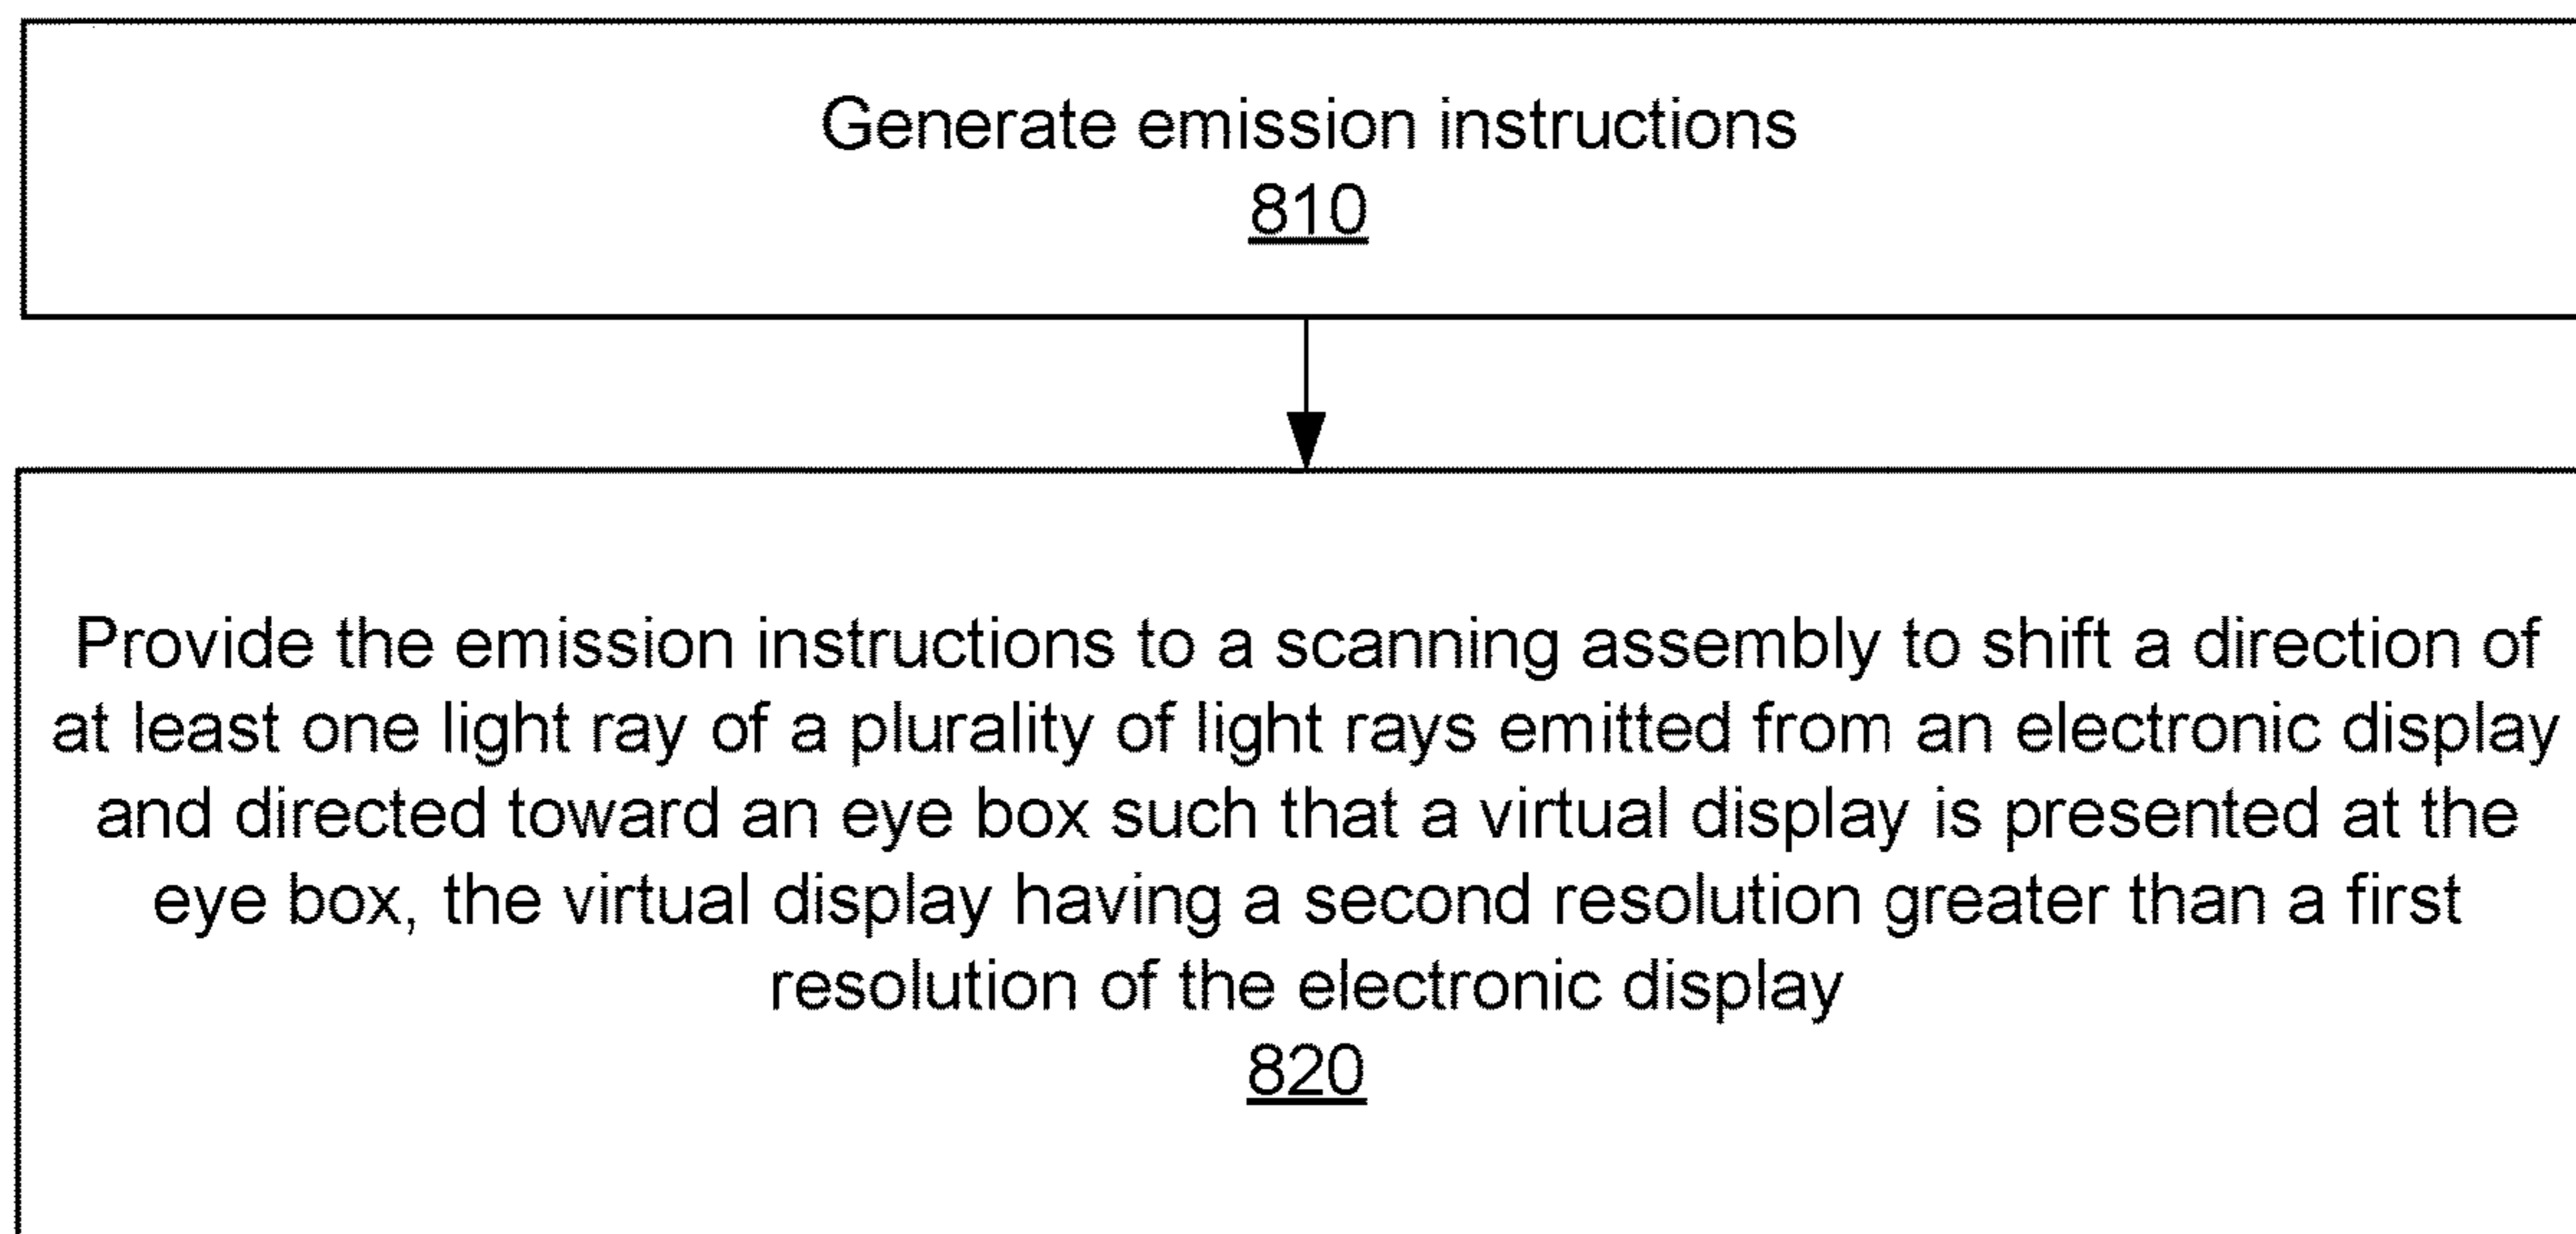 Generate emission instructions
810
Provide the emission instructions to a scanning assembly to shift a direction of
at least one light ray of a plurality of light rays emitted from an electronic display
and directed toward an eye box such that a virtual display is presented at the
eye box, the virtual display having a second resolution greater than a first
resolution of the electronic display
820